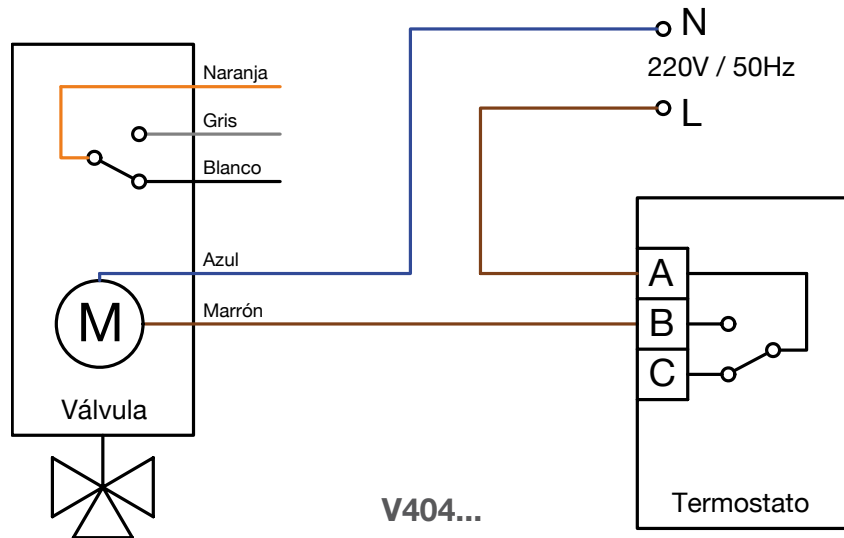 N
220V / 50Hz
L
Naranja
Gris
Blanco
Azul
Marrón
M
Válvula
A
B
C
V404...
Termostato